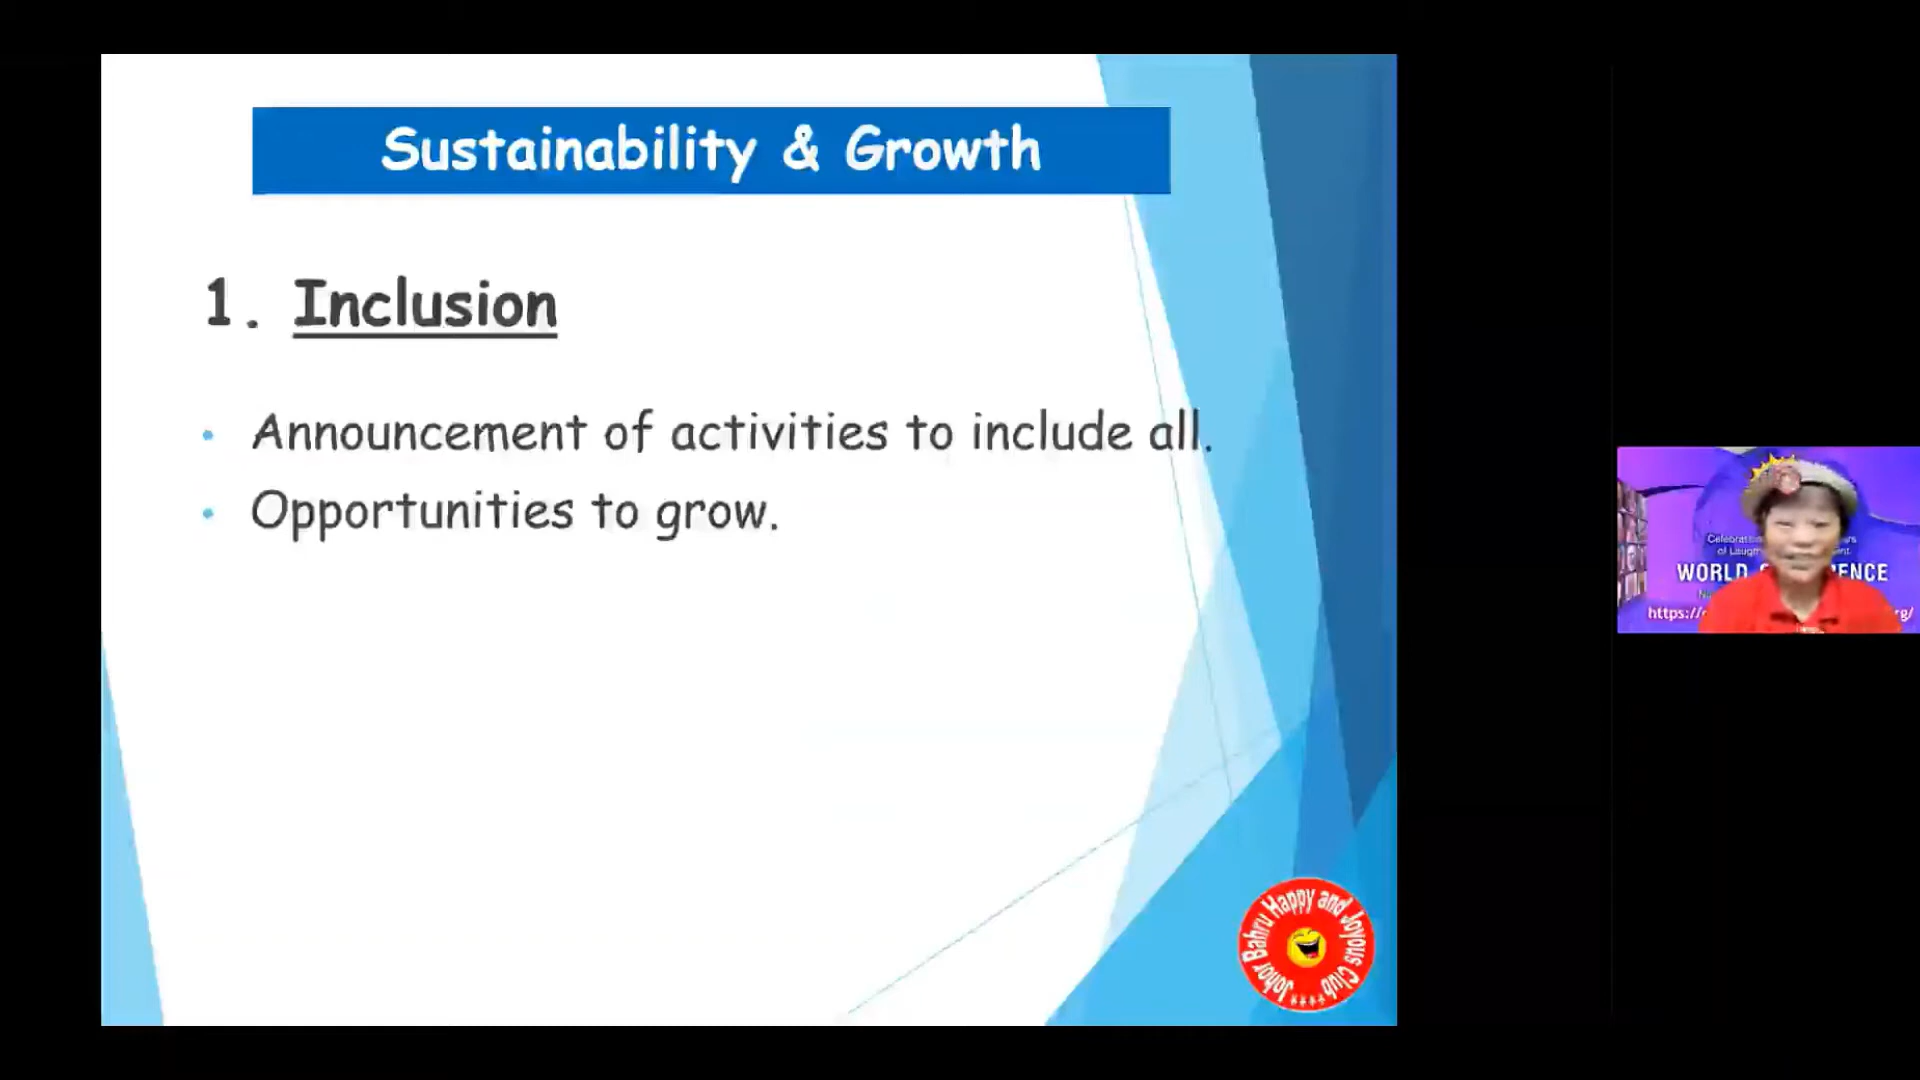 Sustainability & Growth
1. Inclusion
• Announcement of activities to include all.
• Opportunities to grow.
Johor Bahru Happy and Joyous Club
of
WORLD
https://